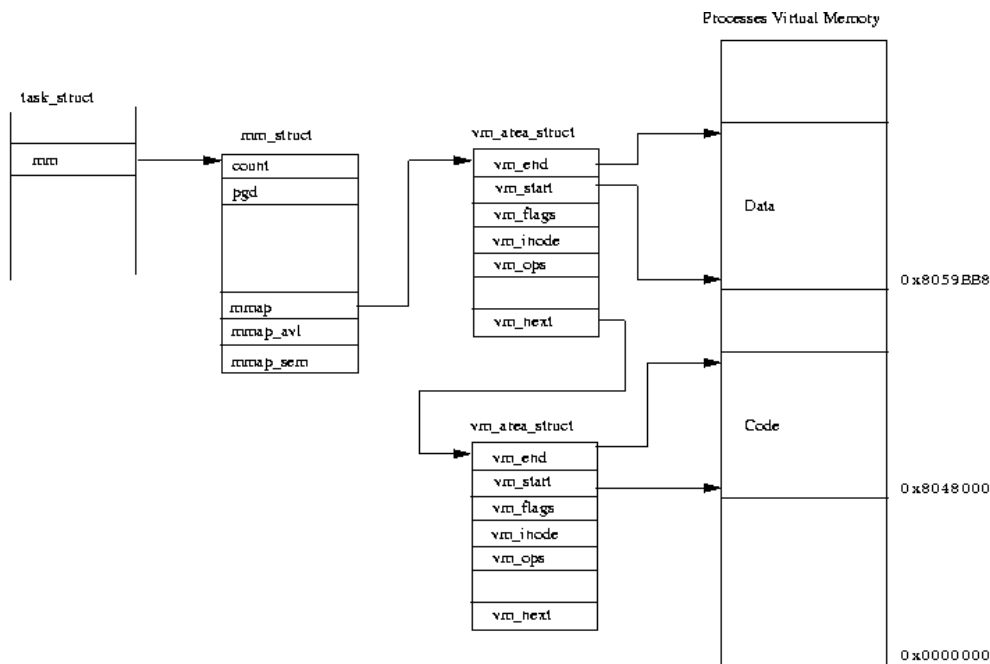 Processes Virtual Memory
task_struct
mm
mm_struct
count
pgd
mmap
mmap_avl
mmap_sem
vm_area_struct
vm_end
vm_start
vm_flags
vm_inode
vm_ops
vm_next
vm_area_struct
vm_end
vm_start
vm_flags
vm_inode
vm_ops
vm_next
Data
0x8059BB8
Code
0x8048000
0x0000000